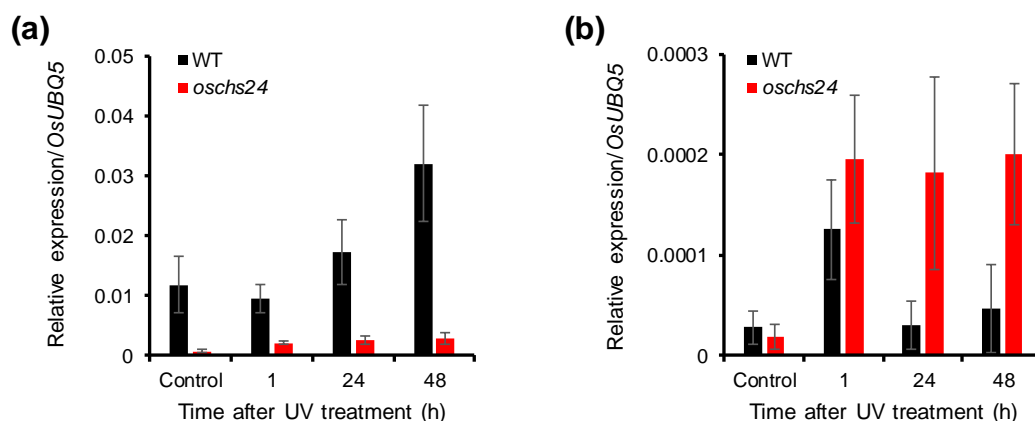 (a)
Relative expression/OsUBQ5
0.05
0.04
0.03
0.02
0.01
0
WT
oschs24
Control 1 24 48
Time after UV treatment (h)
(b)
Relative expression/OsUBQ5
0.0003
0.0002
0.0001
0
WT
oschs24
Control 1 24 48
Time after UV treatment (h)